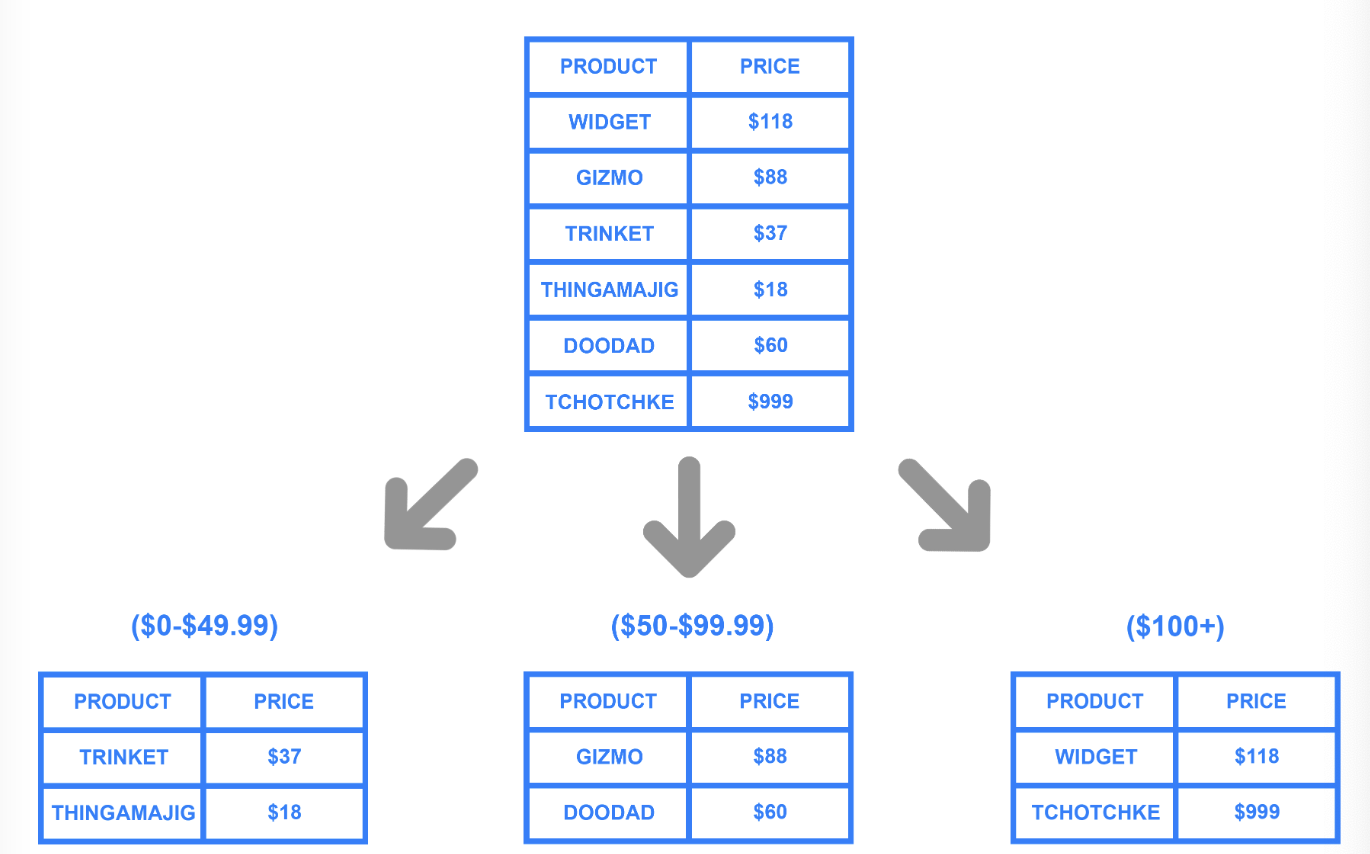 PRODUCT PRICE
WIDGET $118
GIZMO $88
TRINKET $37
THINGAMAJIG $18
DOODAD $60
TCHOTCHKE $999
($0-$49.99)
PRODUCT PRICE
TRINKET $37
THINGAMAJIG $18
($50-$99.99)
PRODUCT PRICE
GIZMO $88
DOODAD $60
($100+)
PRODUCT PRICE
WIDGET $118
TCHOTCHKE $999